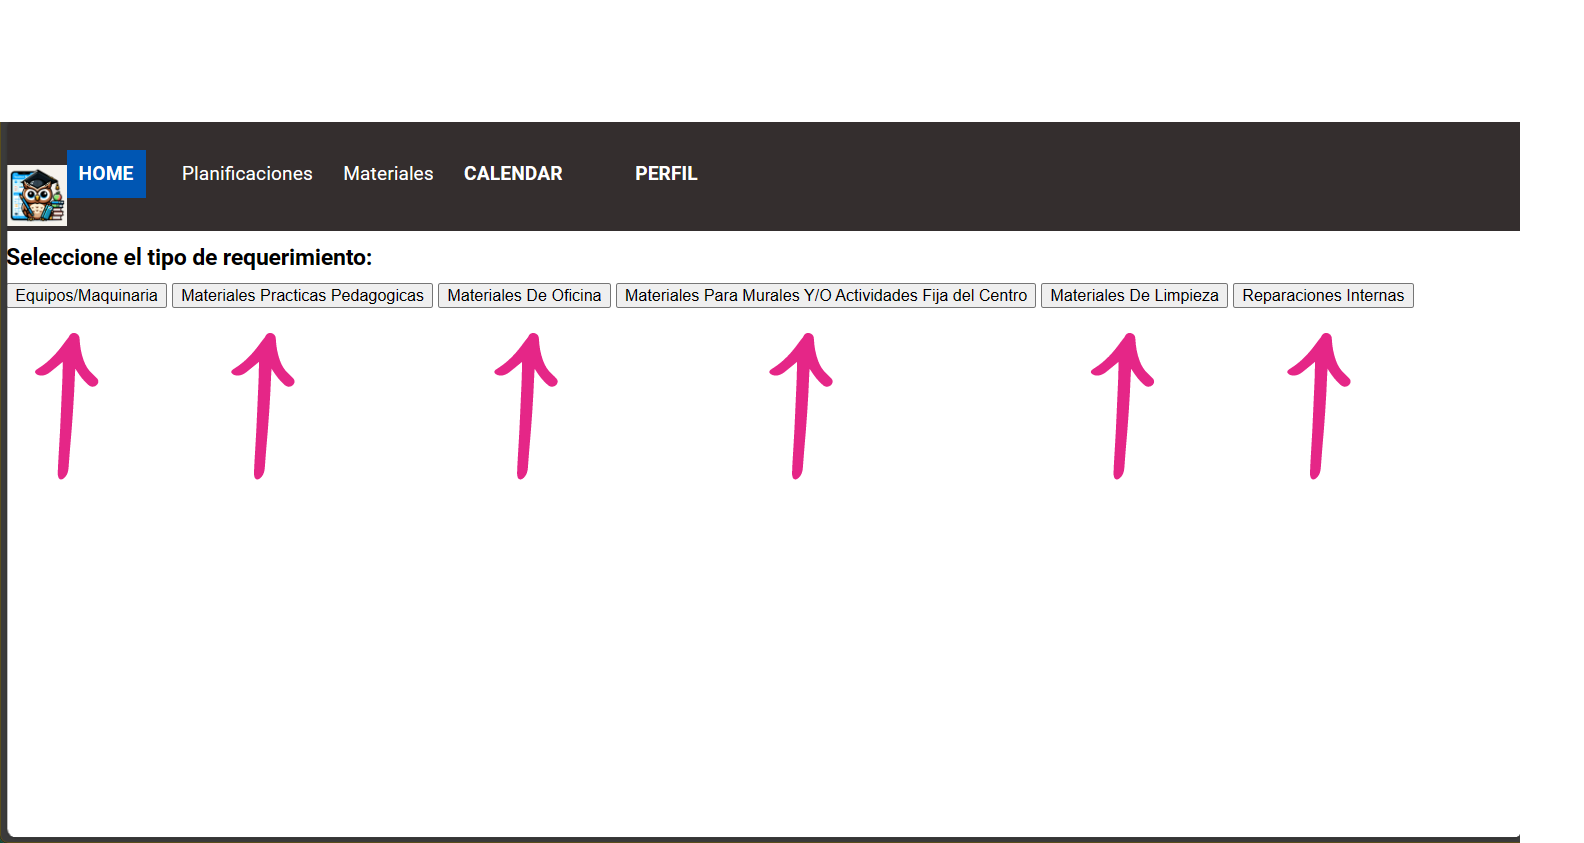 HOME Planificaciones Materiales CALENDAR PERFIL
Seleccione el tipo de requerimiento:
Equipos/Maquinaria Materiales Practicas Pedagogicas Materiales De Oficina Materiales Para Murales Y/O Actividades Fija del Centro Materiales De Limpieza Reparaciones Internas